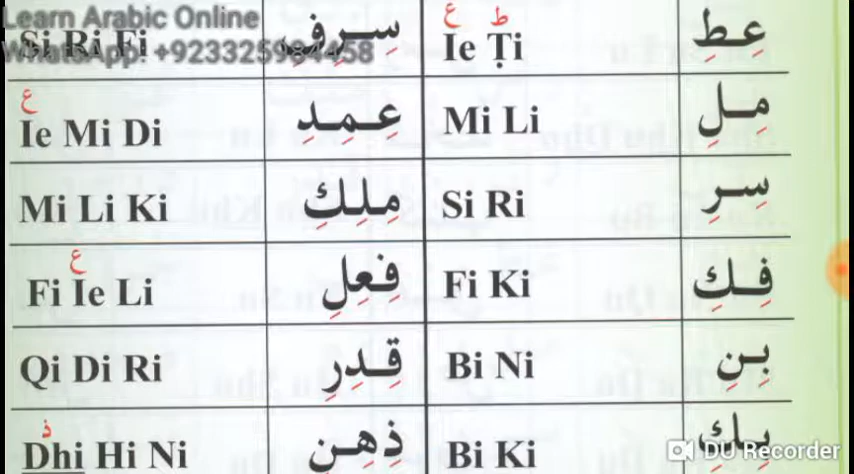 Learn Arabic Online
WhatsApp: +923325984458
Si Ri Fi سِرِفِ ع ط Ie Ṭi عِطِ
ع
Ie Mi Di عِمِدِ Mi Li مِلِ
Mi Li Ki مِلِكِ Si Ri سِرِ
ع
Fi Ie Li فِعِلِ Fi Ki فِكِ
Qi Di Ri قِدِرِ Bi Ni بِنِ
ذ
Dhi Hi Ni ذِهِنِ Bi Ki بِكِ
DU Recorder